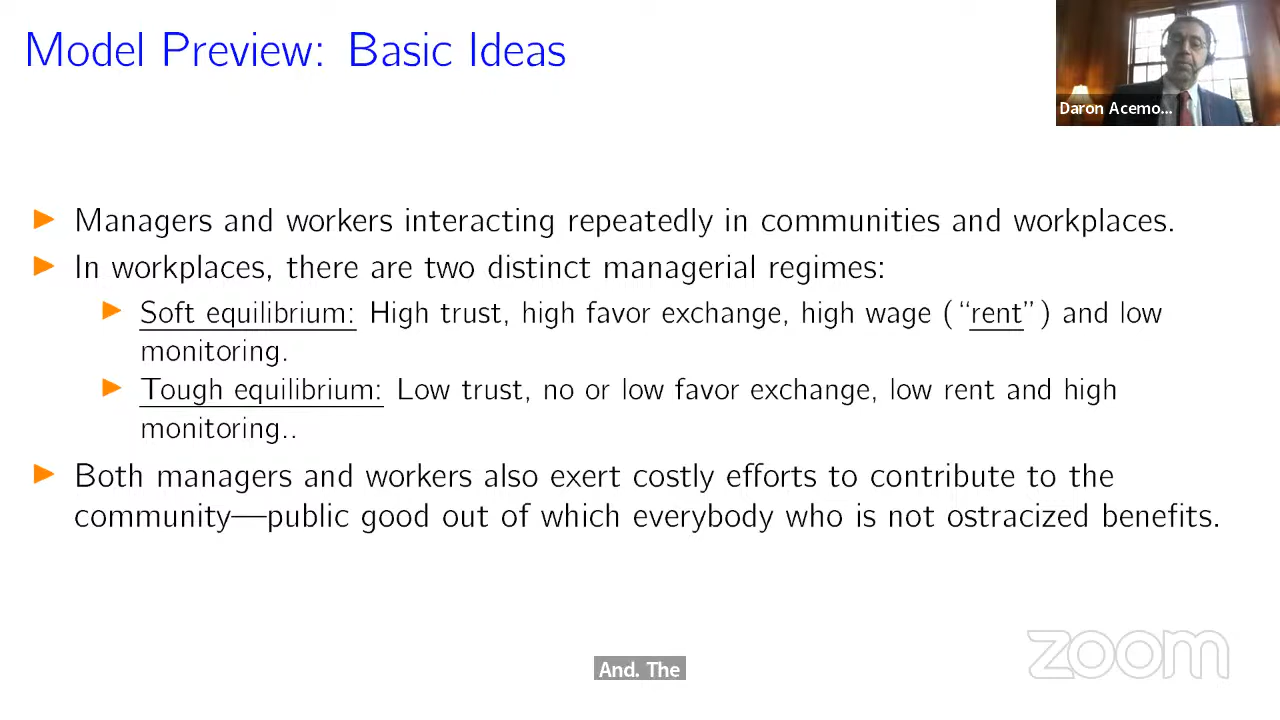 Model Preview: Basic Ideas
Daron Acemo...
Managers and workers interacting repeatedly in communities and workplaces.
In workplaces, there are two distinct managerial regimes:
Soft equilibrium: High trust, high favor exchange, high wage (“rent”) and low
monitoring.
Tough equilibrium: Low trust, no or low favor exchange, low rent and high
monitoring..
Both managers and workers also exert costly efforts to contribute to the
community—public good out of which everybody who is not ostracized benefits.
zoom
And. The